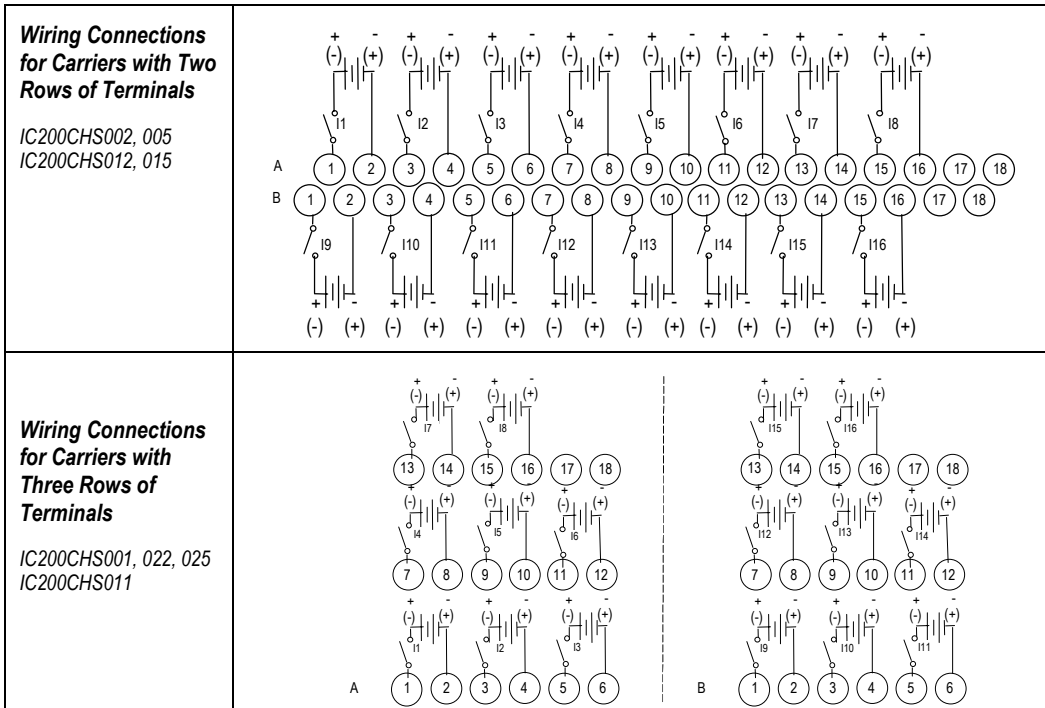 Wiring Connections
for Carriers with Two
Rows of Terminals
IC200CHS002, 005
IC200CHS012, 015
+ - + - + - + - + - + - + - + -
(-) (+) (-) (+) (-) (+) (-) (+) (-) (+) (-) (+) (-) (+) (-) (+)
I1 I2 I3 I4 I5 I6 I7 I8
A 1 2 3 4 5 6 7 8 9 10 11 12 13 14 15 16 17 18
B 1 2 3 4 5 6 7 8 9 10 11 12 13 14 15 16 17 18
I9 I10 I11 I12 I13 I14 I15 I16
+ - + - + - + - + - + - + - + -
(-) (+) (-) (+) (-) (+) (-) (+) (-) (+) (-) (+) (-) (+) (-) (+)
Wiring Connections
for Carriers with
Three Rows of
Terminals
IC200CHS001, 022, 025
IC200CHS011
+ - + -
(-) (+) (-) (+)
I7 I8
13 14 15 16 17 18
+ - + - + -
(-) (+) (-) (+) (-) (+)
I4 I5 I6
7 8 9 10 11 12
+ - + - + -
(-) (+) (-) (+) (-) (+)
I1 I2 I3
A 1 2 3 4 5 6
+ - + -
(-) (+) (-) (+)
I15 I16
13 14 15 16 17 18
+ - + - + -
(-) (+) (-) (+) (-) (+)
I12 I13 I14
7 8 9 10 11 12
+ - + - + -
(-) (+) (-) (+) (-) (+)
I9 I10 I11
B 1 2 3 4 5 6